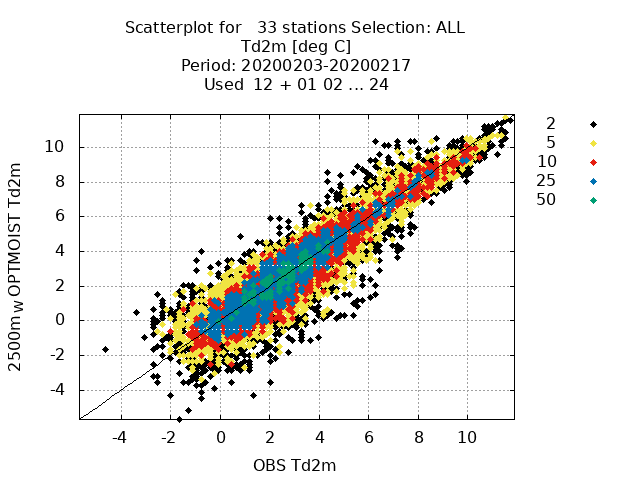 Scatterplot for 33 stations Selection: ALL
Td2m [deg C]
Period: 20200203-20200217
Used 12 + 01 02 ... 24
2
5
10
25
50
10
8
6
4
2
0
-2
-4
2500m_w OPTMOIST Td2m
-4 -2 0 2 4 6 8 10
OBS Td2m